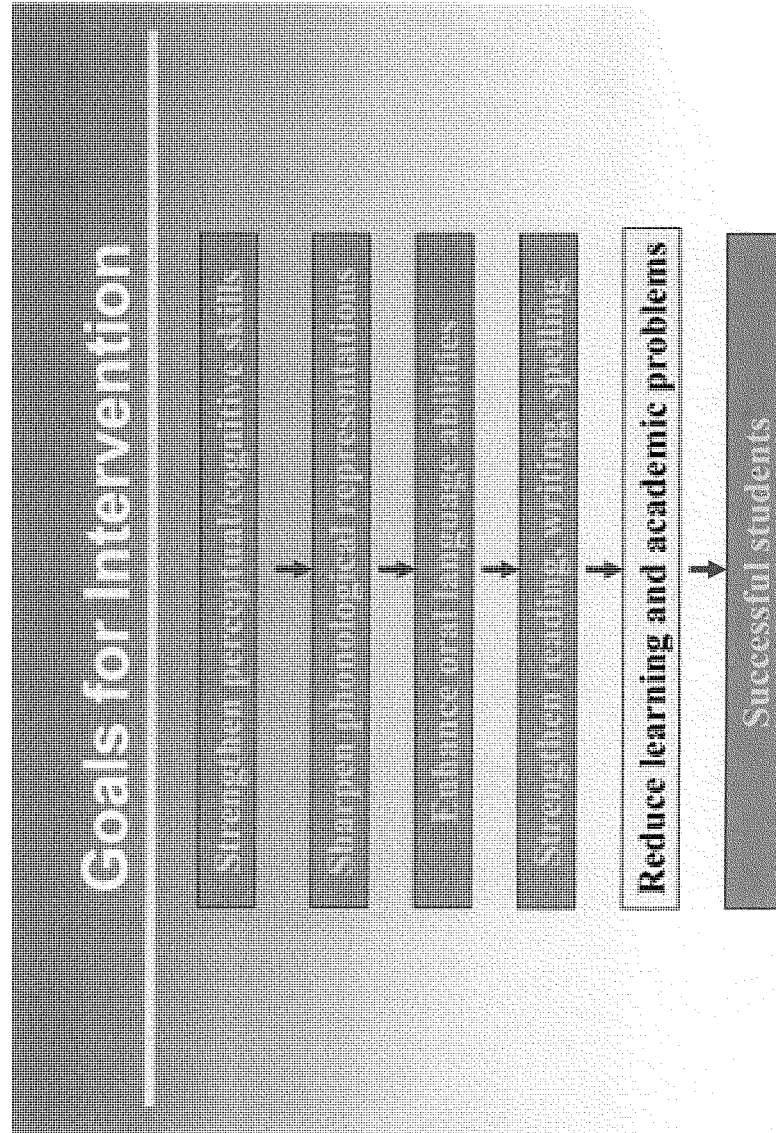 Goals for Intervention
Strengthen perceptual/cognitive skills
Sharpen phonological representations
Enhance oral language abilities
Strengthen reading, writing, spelling
Reduce learning and academic problems
Successful students